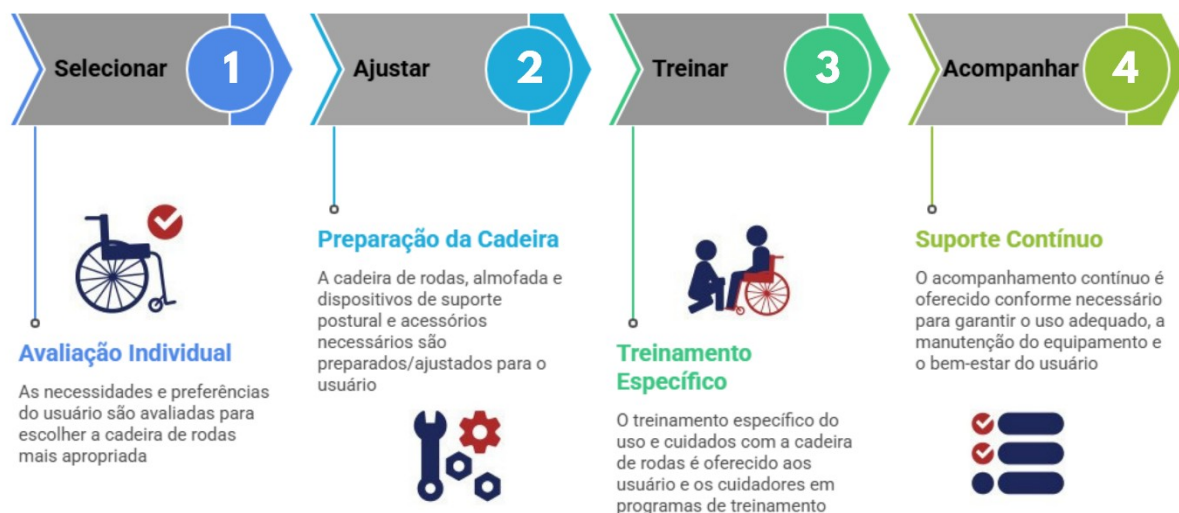 Selecionar
1
Avaliação Individual
As necessidades e preferências
do usuário são avaliadas para
escolher a cadeira de rodas
mais apropriada
Ajustar
2
Preparação da Cadeira
A cadeira de rodas, almofada e
dispositivos de suporte
postural e acessórios
necessários são
preparados/ajustados para o
usuário
Treinar
3
Treinamento
Específico
O treinamento específico do
uso e cuidados com a cadeira
de rodas é oferecido aos
usuário e os cuidadores em
programas de treinamento
Acompanhar
4
Suporte Contínuo
O acompanhamento contínuo é
oferecido conforme necessário
para garantir o uso adequado, a
manutenção do equipamento e
o bem-estar do usuário